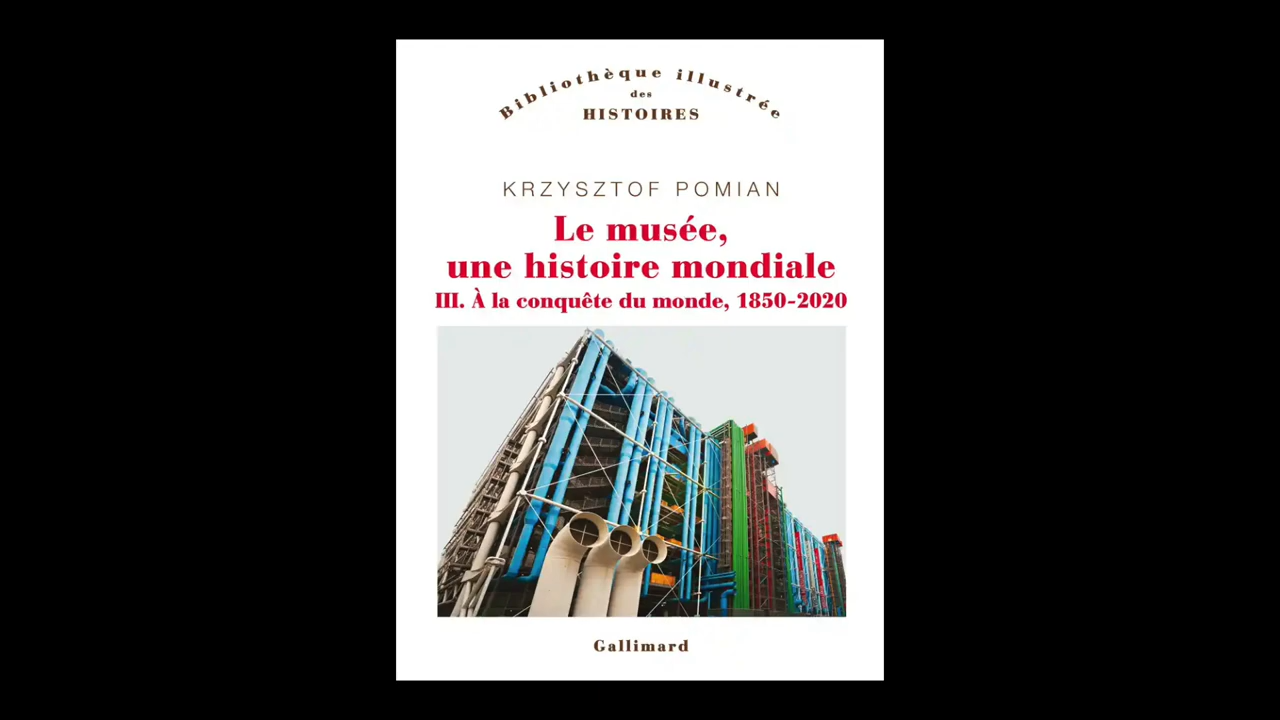 Bibliothèque illustrée
des
HISTOIRES
KRZYSZTOF POMIAN
Le musée,
une histoire mondiale
III. À la conquête du monde, 1850-2020
Gallimard